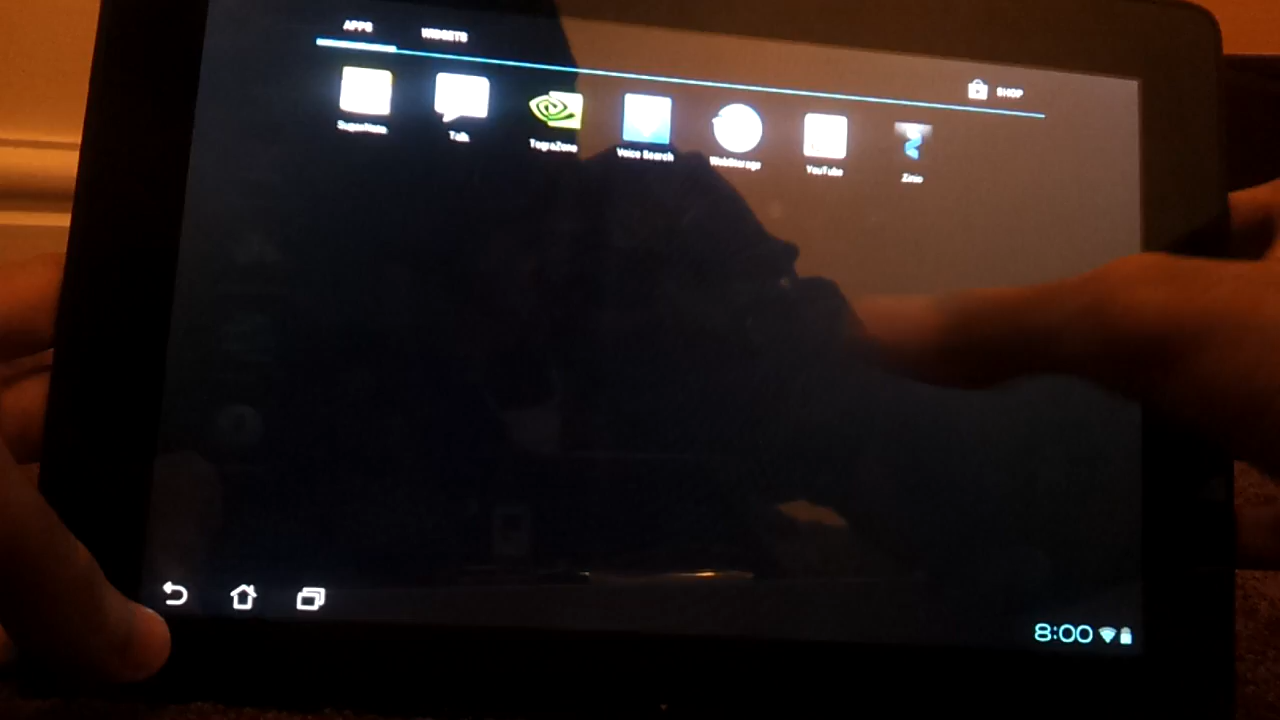 APPS WIDGETS
SHOP
SuperNote Talk TegraZone Voice Search WebStorage YouTube Zinio
8:00